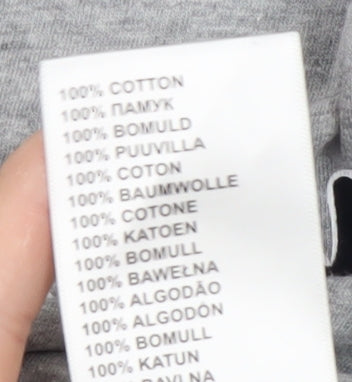 100% COTTON
100% ПАМУК
100% BOMULD
100% PUUVILLA
100% COTON
100% BAUMWOLLE
100% COTONE
100% KATOEN
100% BOMULL
100% BAWEŁNA
100% ALGODÃO
100% ALGODÓN
100% BOMULL
100% KATUN